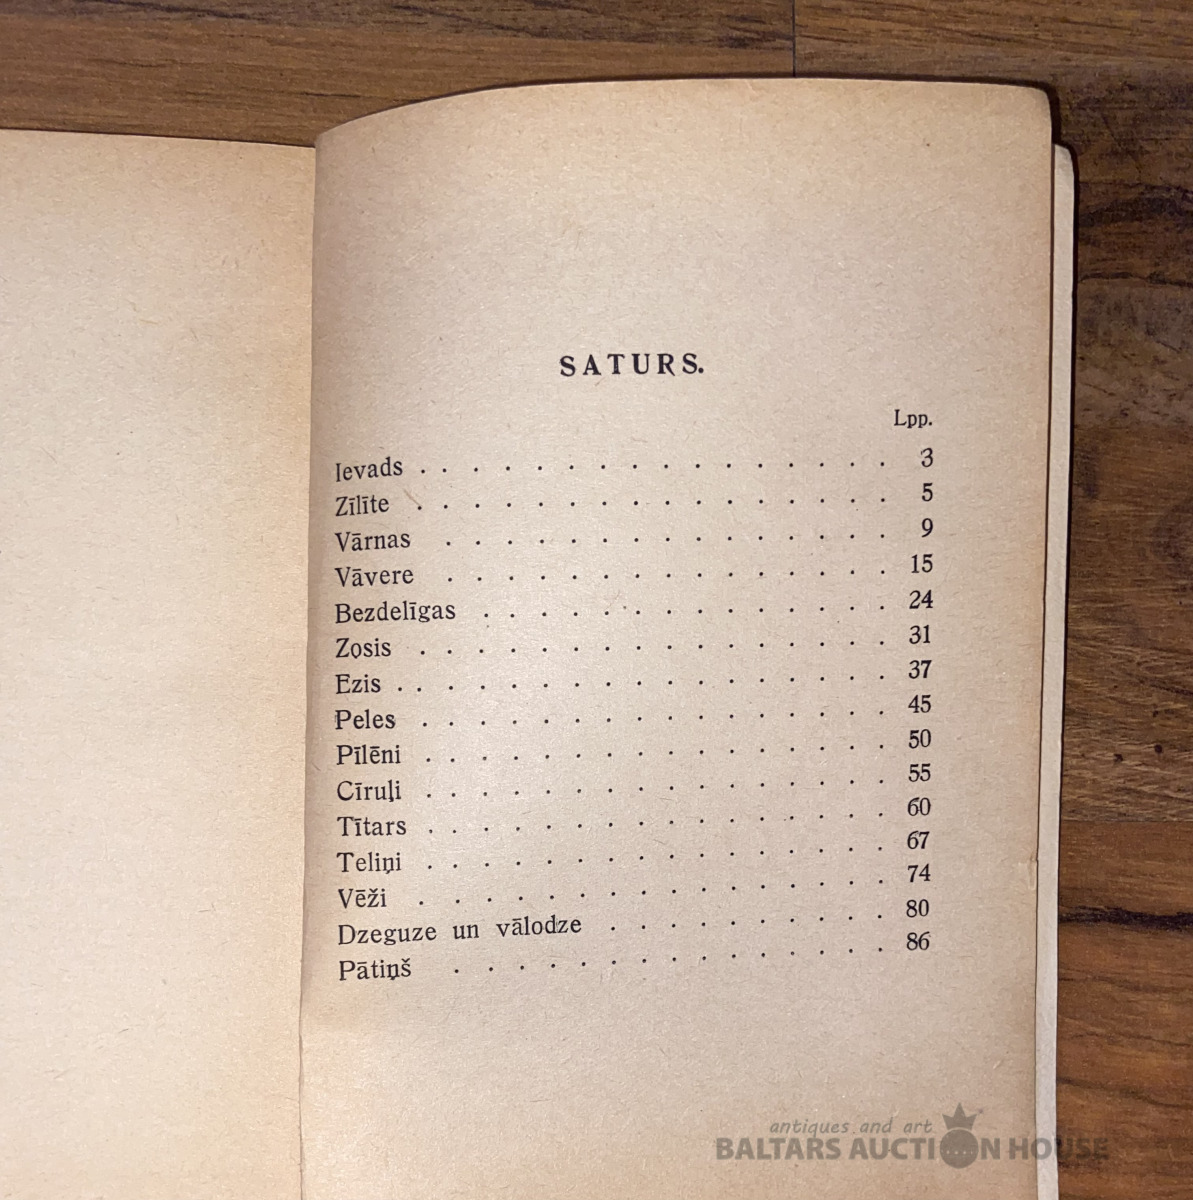 SATURS.
Lpp.
Ievads . . . . . . . . . . . . . . . . 3
Zīlīte . . . . . . . . . . . . . . . 5
Vārnas . . . . . . . . . . . . . . 9
Vāvere . . . . . . . . . . . . . . 15
Bezdelīgas . . . . . . . . . . . . . 24
Zosis . . . . . . . . . . . . . . . 31
Ezis . . . . . . . . . . . . . . . . 37
Peles . . . . . . . . . . . . . . . 45
Pīlēni . . . . . . . . . . . . . . . 50
Cīruļi . . . . . . . . . . . . . . . 55
Tītars . . . . . . . . . . . . . . . 60
Teliņi . . . . . . . . . . . . . . . 67
Vēži . . . . . . . . . . . . . . . 74
Dzeguze un vālodze . . . . . . . . . 80
Pātiņš . . . . . . . . . . . . . . 86
antiques and art
BALTARS AUCTION HOUSE